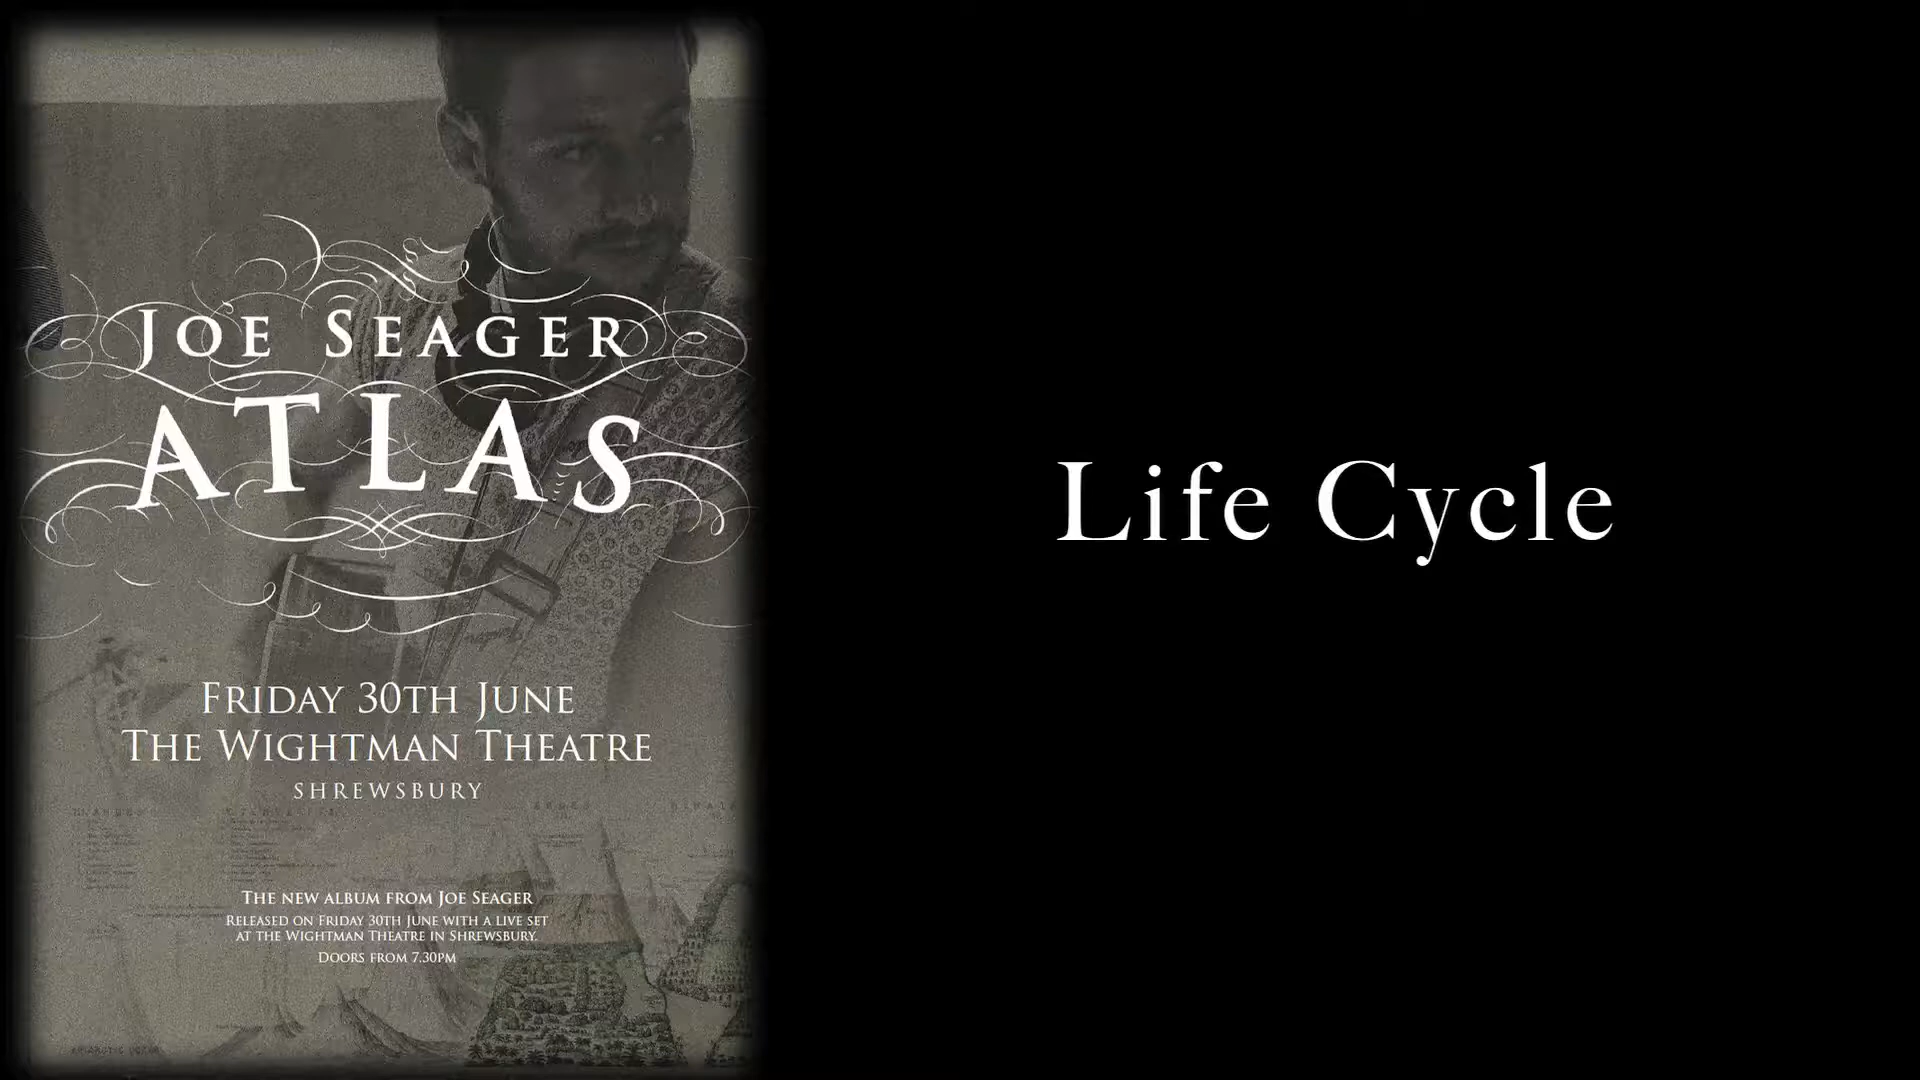 JOE SEAGER
ATLAS
FRIDAY 30TH JUNE
THE WIGHTMAN THEATRE
SHREWSBURY
THE NEW ALBUM FROM JOE SEAGER
RELEASED ON FRIDAY 30TH JUNE WITH A LIVE SET
AT THE WIGHTMAN THEATRE IN SHREWSBURY.
DOORS FROM 7.30PM
Life Cycle